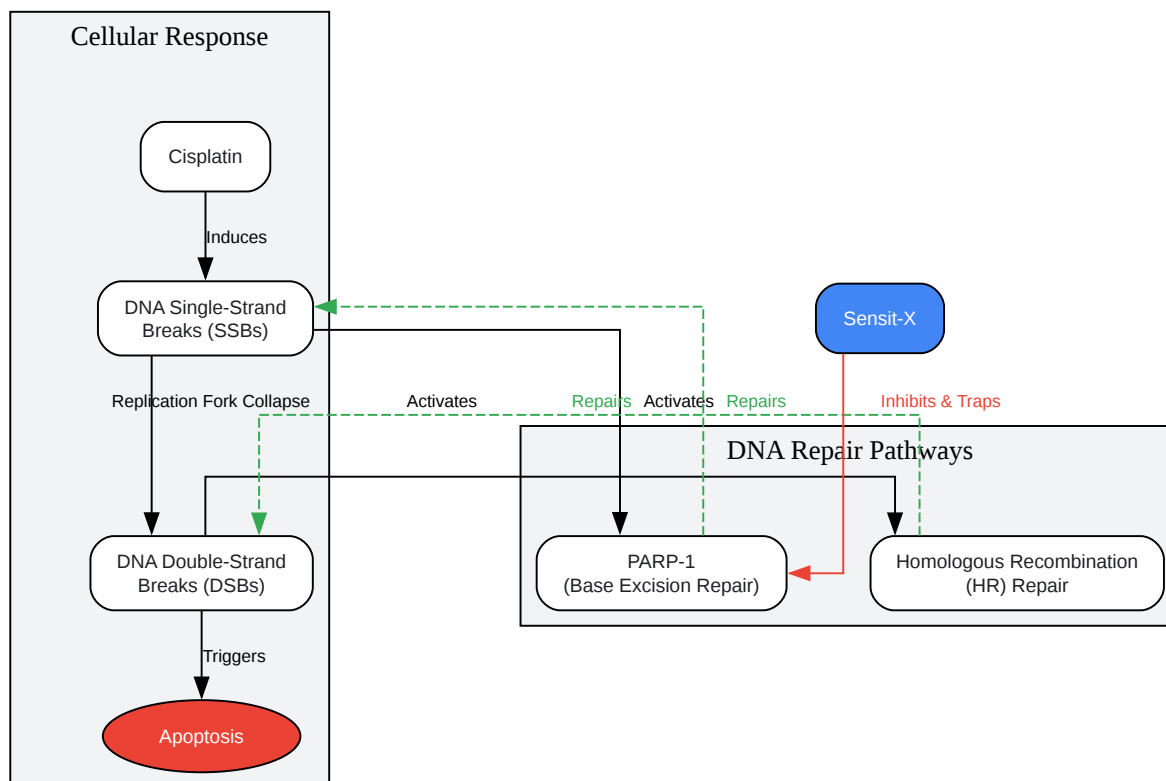 Cellular Response
Cisplatin
Induces
DNA Single-Strand
Breaks (SSBs)
Sensit-X
Replication Fork Collapse
Activates
Repairs
Activates
Repairs
Inhibits & Traps
DNA Repair Pathways
DNA Double-Strand
Breaks (DSBs)
PARP-1
(Base Excision Repair)
Homologous Recombination
(HR) Repair
Triggers
Apoptosis